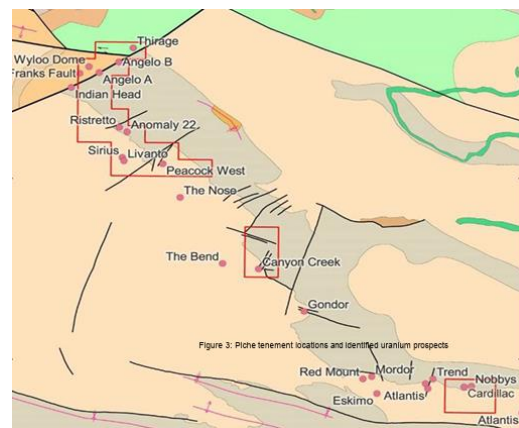 Thirage
Wyloo Dome
Angelo B
Franks Fault
Angelo A
Indian Head
Ristretto
Anomaly 22
Sirius
Livanto
Peacock West
The Nose
The Bend
Canyon Creek
Gondor
Figure 3: Piche tenement locations and identified uranium prospects
Red Mount
Mordor
Trend
Nobbys
Eskimo
Atlantis
Cardillac
Atlantis